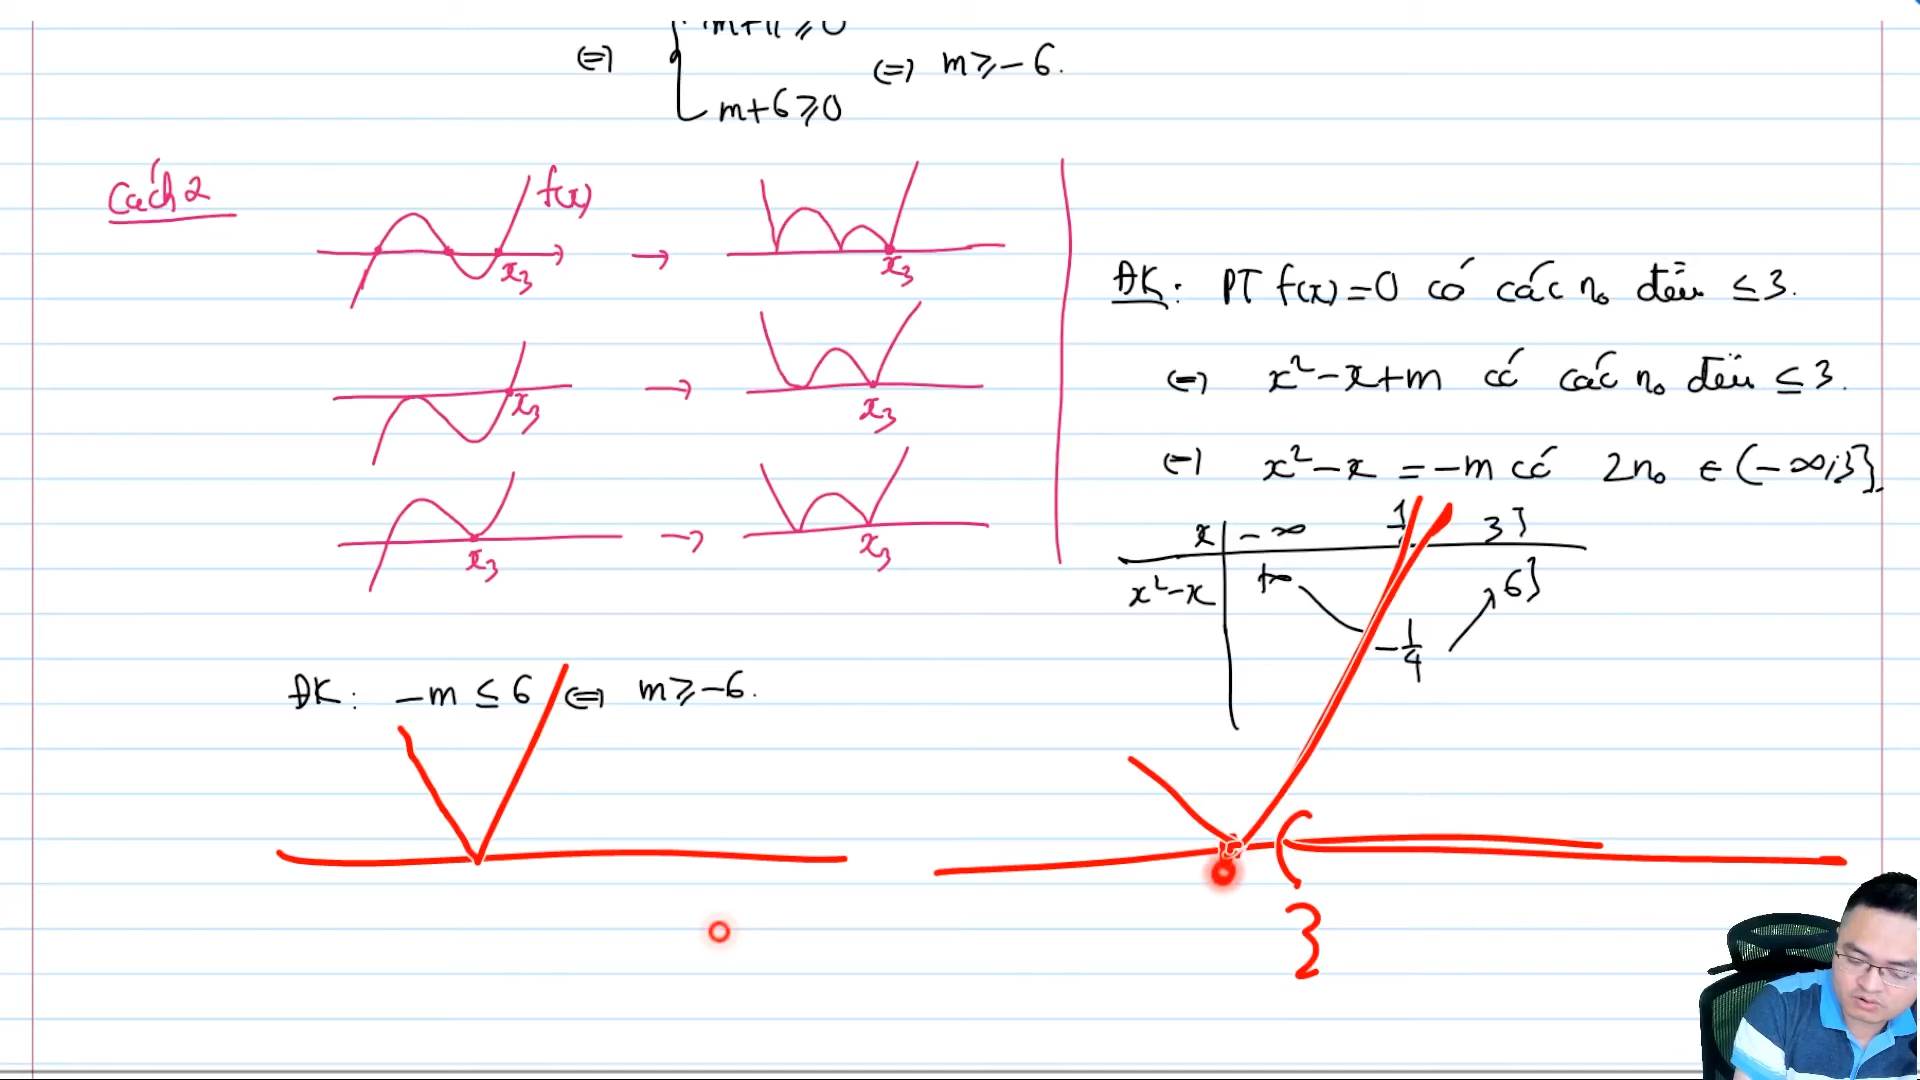 m+11 ≥ 0
⇔ { ⇔ m ≥ -6.
m+6 ≥ 0
Cách 2
f(x)
x₃ → x₃
x₃ → x₃
x₃ → x₃
ĐK: PT f(x)=0 có các n₀ đều ≤ 3.
⇔ x²-x+m có các n₀ đều ≤ 3.
⇔ x²-x = -m có 2n₀ ∈ (-∞;3].
x | -∞ 3]
x²-x | +∞ -1/4 6]
ĐK: -m ≤ 6 ⇔ m ≥ -6.
(
3